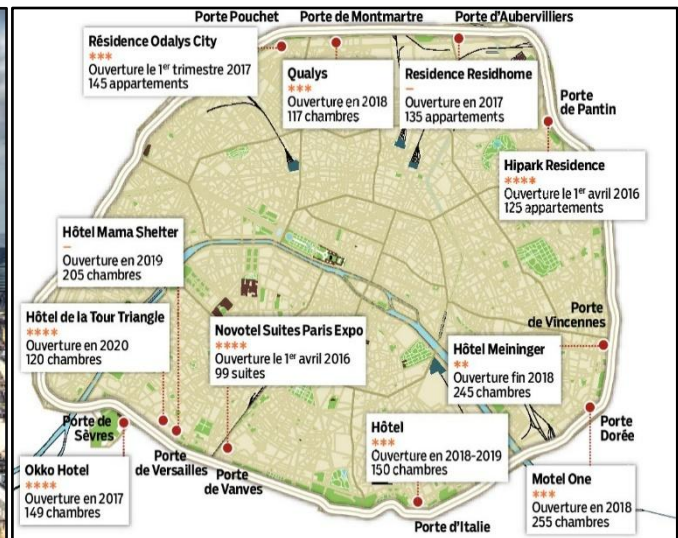 Porte Pouchet
Porte de Montmartre
Porte d'Aubervilliers
Résidence Odalys City
***
Ouverture le 1er trimestre 2017
145 appartements
Qualys
***
Ouverture en 2018
117 chambres
Residence Residhome
–
Ouverture en 2017
135 appartements
Porte
de Pantin
Hipark Residence
****
Ouverture le 1er avril 2016
125 appartements
Hôtel Mama Shelter
–
Ouverture en 2019
205 chambres
Hôtel de la Tour Triangle
****
Ouverture en 2020
120 chambres
Novotel Suites Paris Expo
****
Ouverture le 1er avril 2016
99 suites
Porte
de Vincennes
Hôtel Meininger
**
Ouverture fin 2018
245 chambres
Porte de
Sèvres
Porte
de Versailles
Porte
de Vanves
Hôtel
***
Ouverture en 2018-2019
150 chambres
Porte
Dorée
Okko Hotel
****
Ouverture en 2017
149 chambres
Porte d'Italie
Motel One
***
Ouverture en 2018
255 chambres